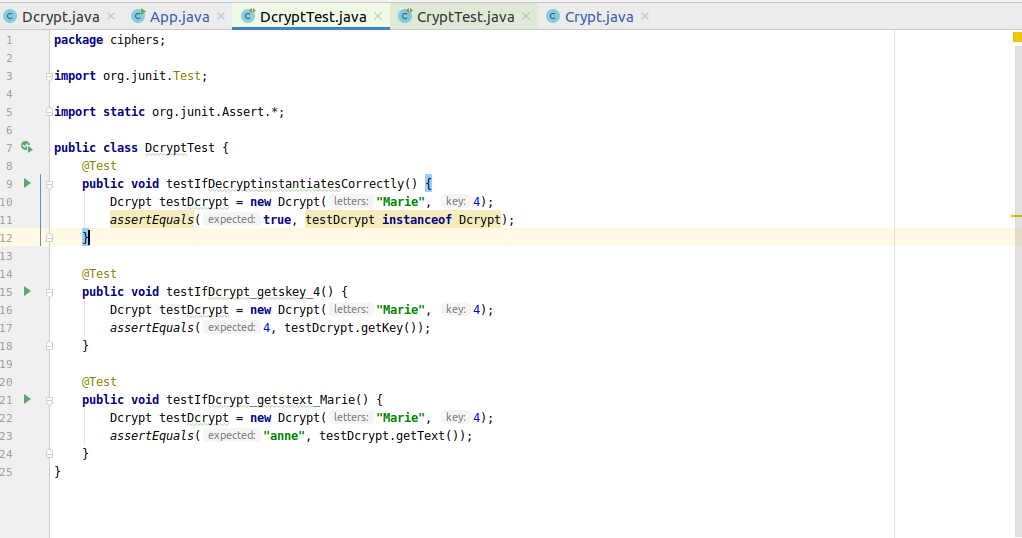 Dcrypt.java × App.java × DcryptTest.java × CryptTest.java × Crypt.java ×
1 package ciphers;
2
3 import org.junit.Test;
4
5 import static org.junit.Assert.*;
6
7 public class DcryptTest {
8 @Test
9 public void testIfDecryptinstantiatesCorrectly() {
10 Dcrypt testDcrypt = new Dcrypt( letters: "Marie", key: 4);
11 assertEquals( expected: true, testDcrypt instanceof Dcrypt);
12 }
13
14 @Test
15 public void testIfDcrypt_getskey_4() {
16 Dcrypt testDcrypt = new Dcrypt( letters: "Marie", key: 4);
17 assertEquals( expected: 4, testDcrypt.getKey());
18 }
19
20 @Test
21 public void testIfDcrypt_getstext_Marie() {
22 Dcrypt testDcrypt = new Dcrypt( letters: "Marie", key: 4);
23 assertEquals( expected: "anne", testDcrypt.getText());
24 }
25 }